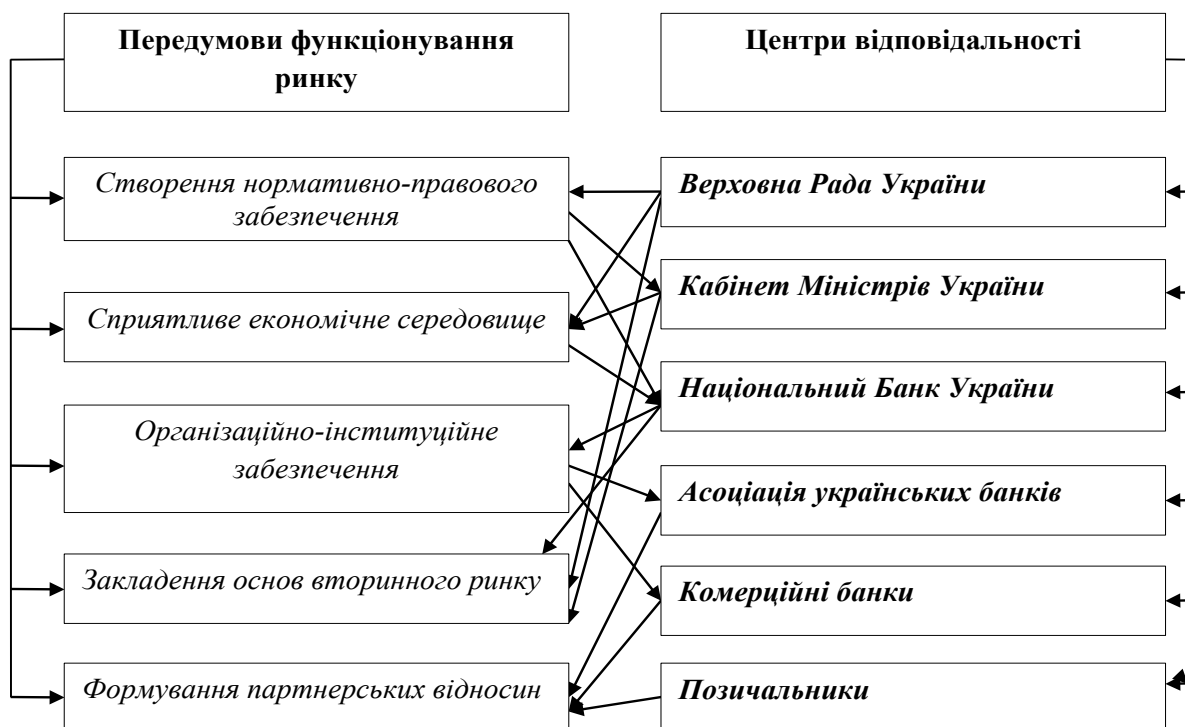 Передумови функціонування
ринку
Центри відповідальності
Створення нормативно-правового
забезпечення
Верховна Рада України
Кабінет Міністрів України
Сприятливе економічне середовище
Національний Банк України
Організаційно-інституційне
забезпечення
Асоціація українських банків
Закладення основ вторинного ринку
Комерційні банки
Формування партнерських відносин
Позичальники